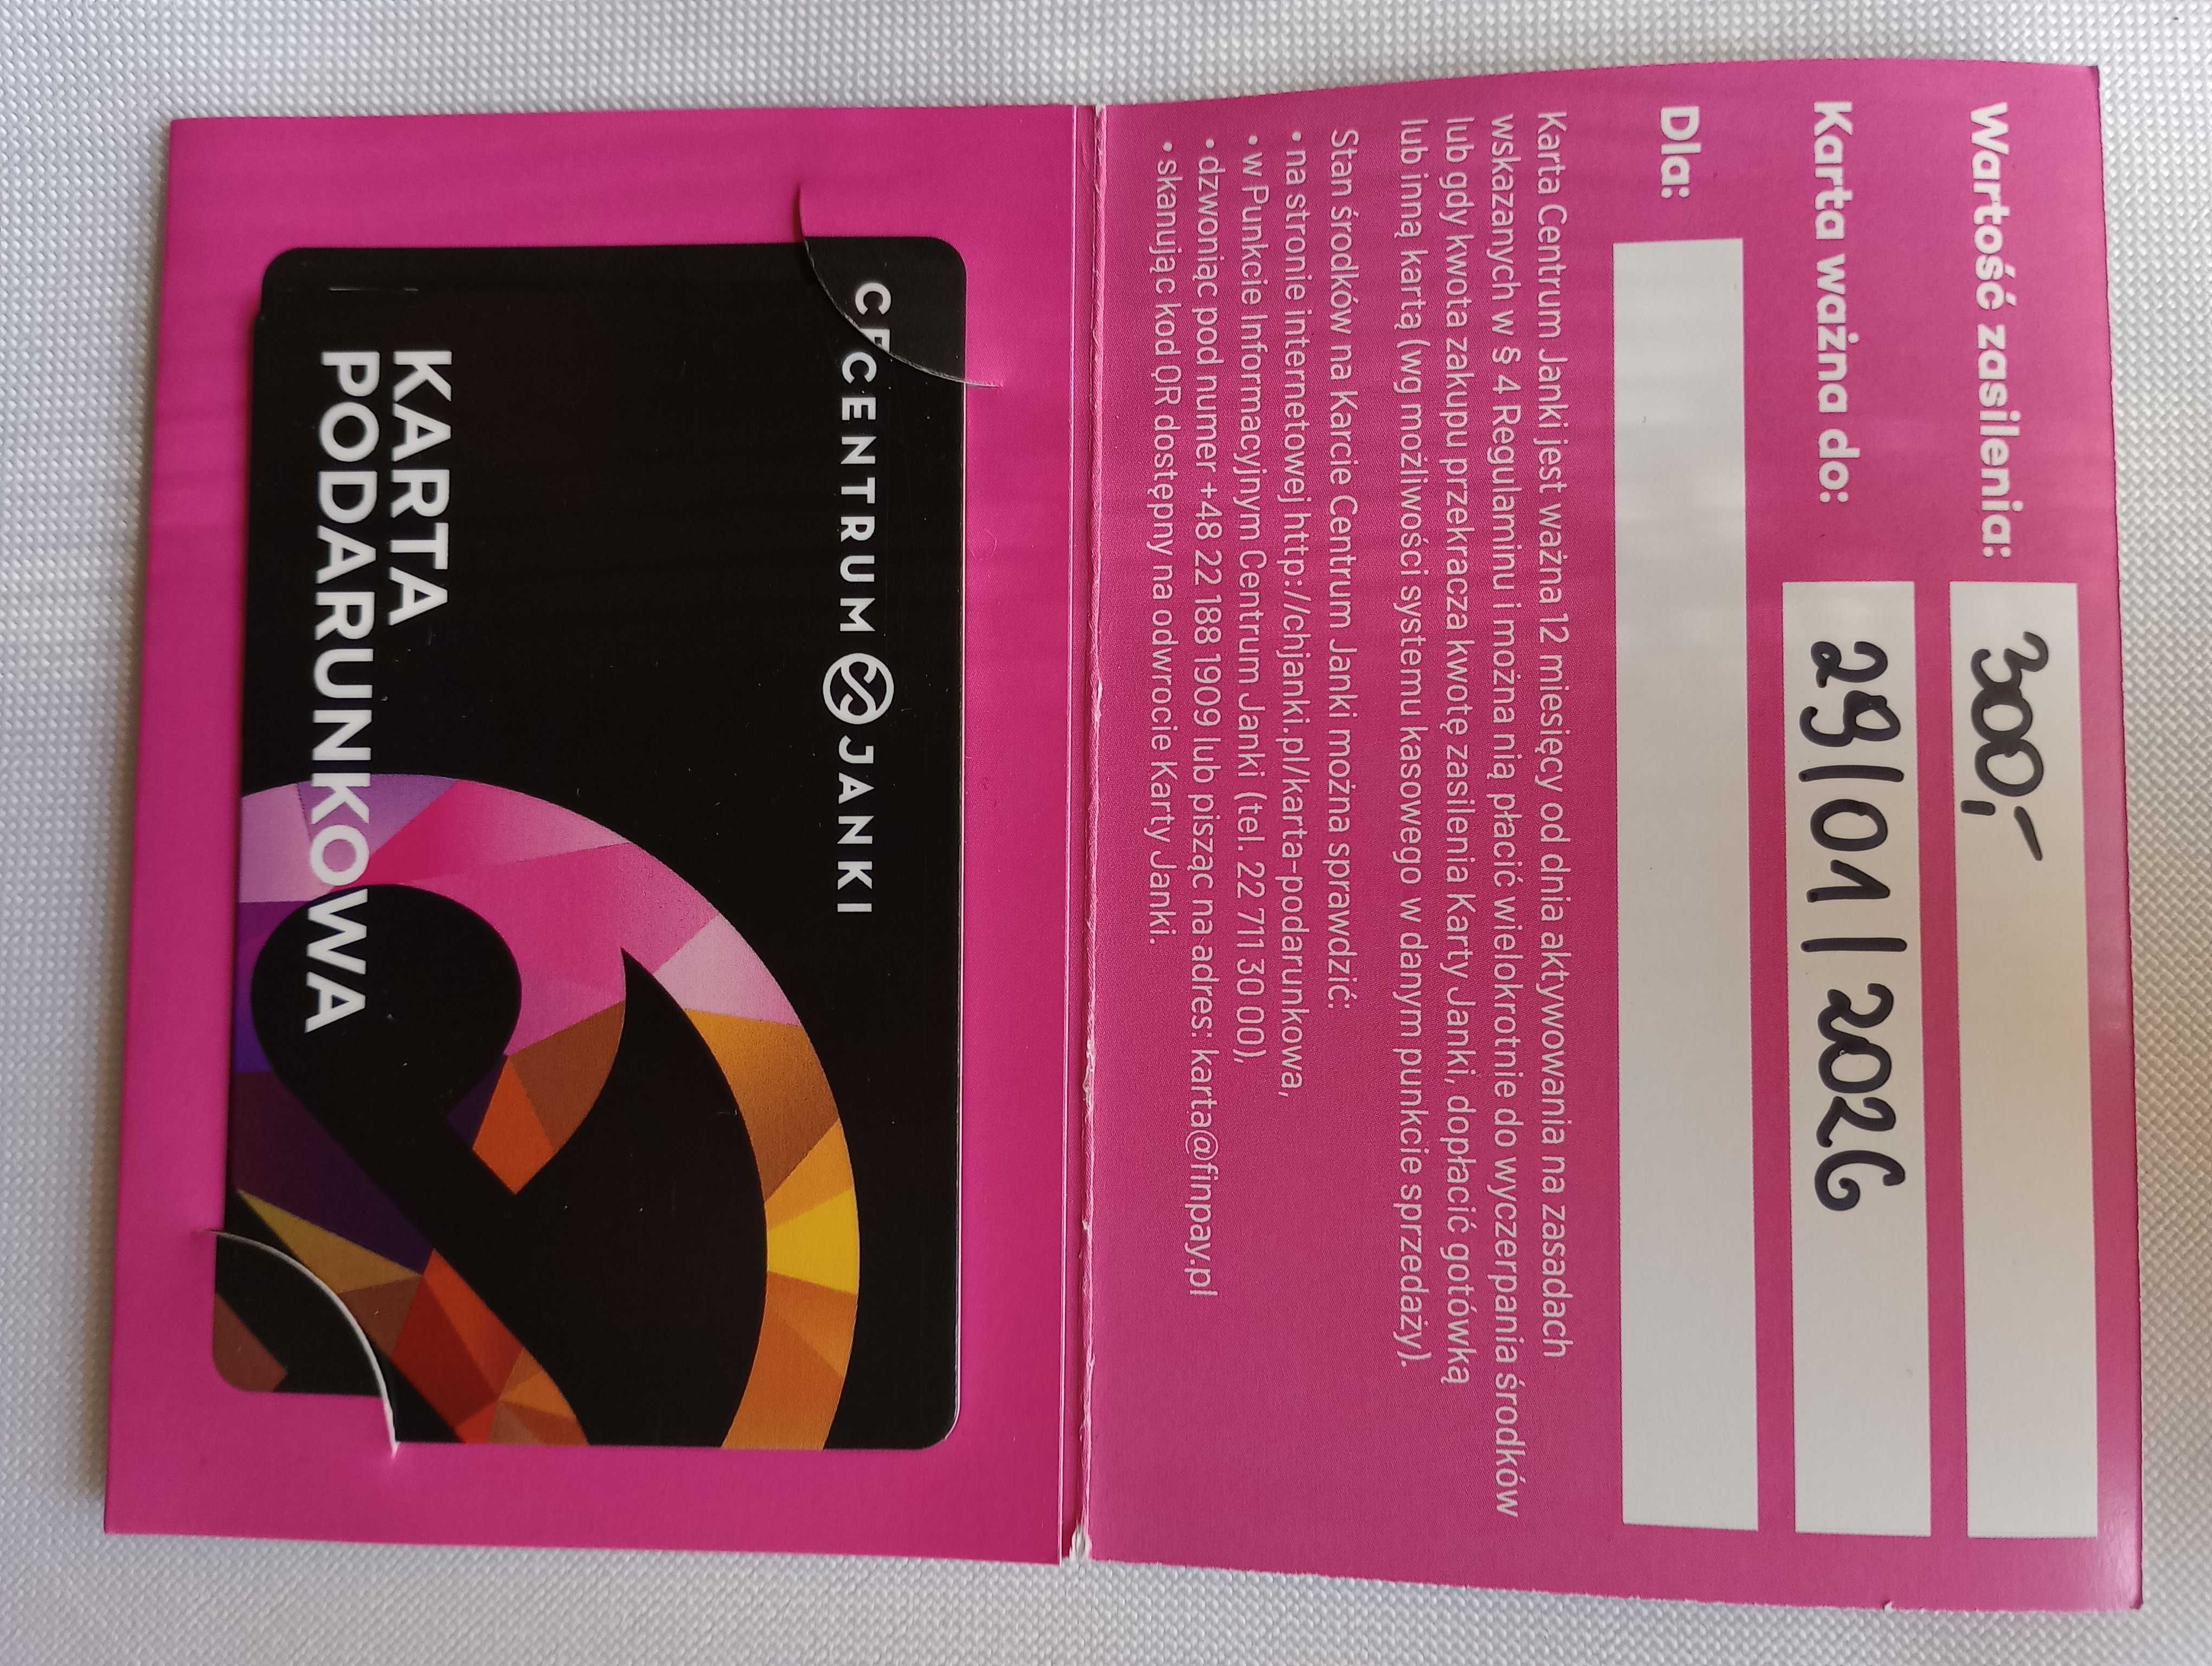 Wartość zasilenia: 300,-
Karta ważna do: 29/01/2026
Dla:
Karta Centrum Janki jest ważna 12 miesięcy od dnia aktywowania na zasadach
wskazanych w § 4 Regulaminu i można nią płacić wielokrotnie do wyczerpania środków
lub gdy kwota zakupu przekracza kwotę zasilenia Karty Janki, dopłacić gotówką
lub inną kartą (wg możliwości systemu kasowego w danym punkcie sprzedaży).
Stan środków na Karcie Centrum Janki można sprawdzić:
• na stronie internetowej http://chjanki.pl/karta-podarunkowa,
• w Punkcie Informacyjnym Centrum Janki (tel. 22 711 30 00),
• dzwoniąc pod numer +48 22 188 1909 lub pisząc na adres: karta@finpay.pl
• skanując kod QR dostępny na odwrocie Karty Janki.
CENTRUM JANKI
KARTA
PODARUNKOWA